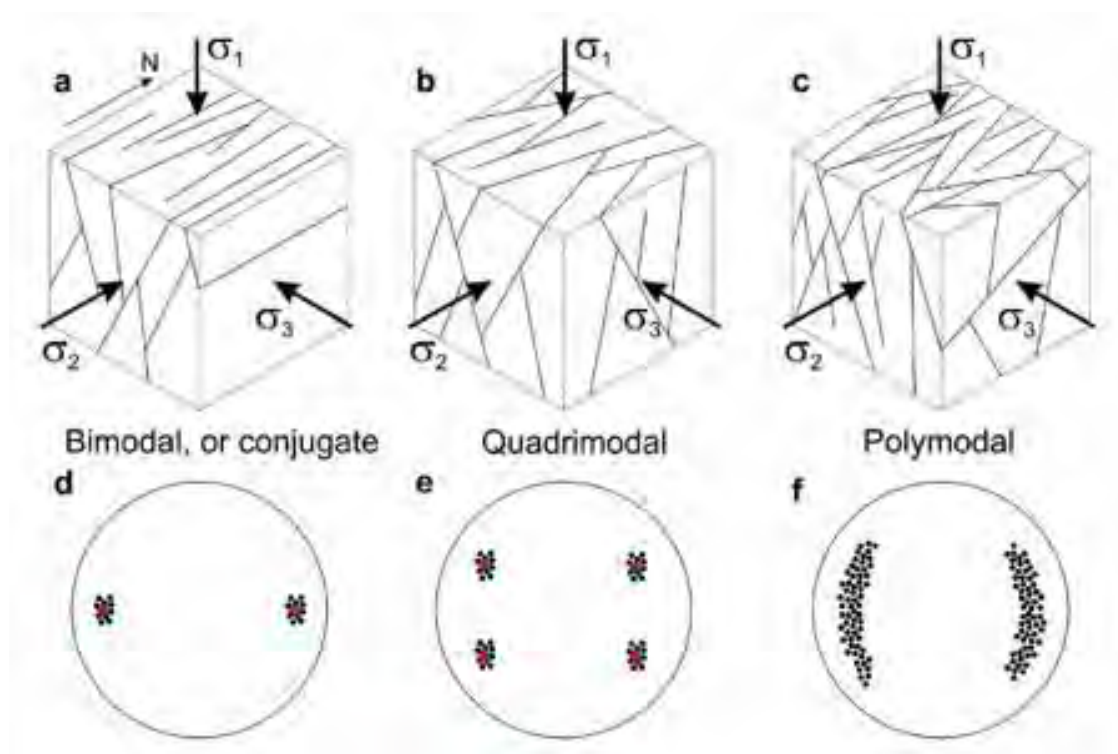 a
N
σ1
b
σ1
c
σ1
σ2
σ3
σ2
σ3
σ2
σ3
Bimodal, or conjugate
Quadrimodal
Polymodal
d
e
f